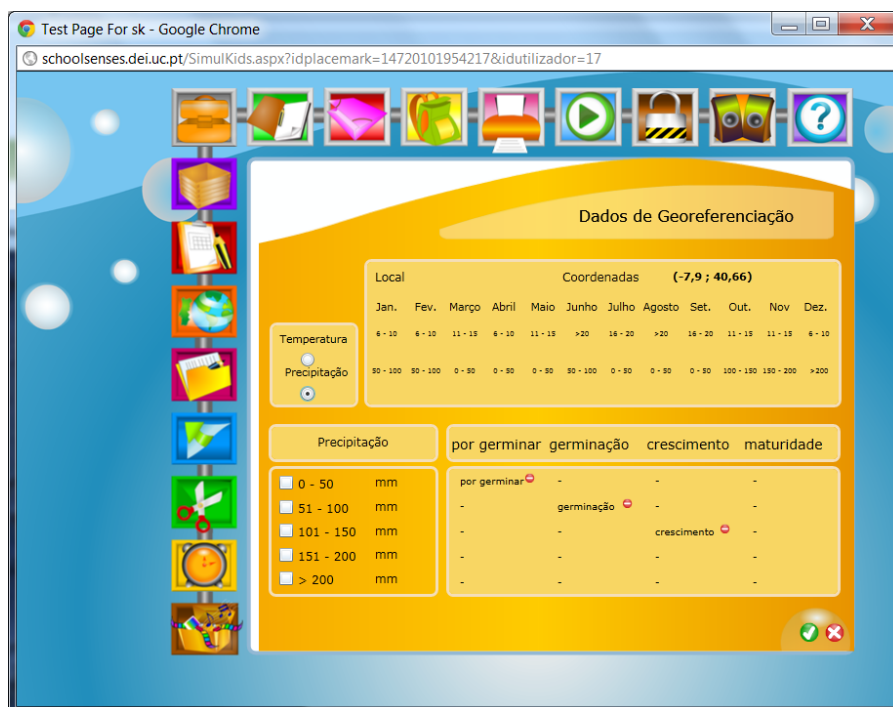 Test Page For sk - Google Chrome
schoolsenses.dei.uc.pt/SimulKids.aspx?idplacemark=14720101954217&idutilizador=17
?
Dados de Georeferenciação
Local Coordenadas (-7,9 ; 40,66)
Jan. Fev. Março Abril Maio Junho Julho Agosto Set. Out. Nov Dez.
Temperatura
6 - 10 6 - 10 11 - 15 6 - 10 11 - 15 >20 16 - 20 >20 16 - 20 11 - 15 11 - 15 6 - 10
Precipitação
50 - 100 50 - 100 0 - 50 0 - 50 0 - 50 50 - 100 0 - 50 0 - 50 0 - 50 100 - 150 150 - 200 >200
Precipitação por germinar germinação crescimento maturidade
0 - 50 mm por germinar - - -
51 - 100 mm - germinação - -
101 - 150 mm - - crescimento -
151 - 200 mm - - - -
> 200 mm - - - -